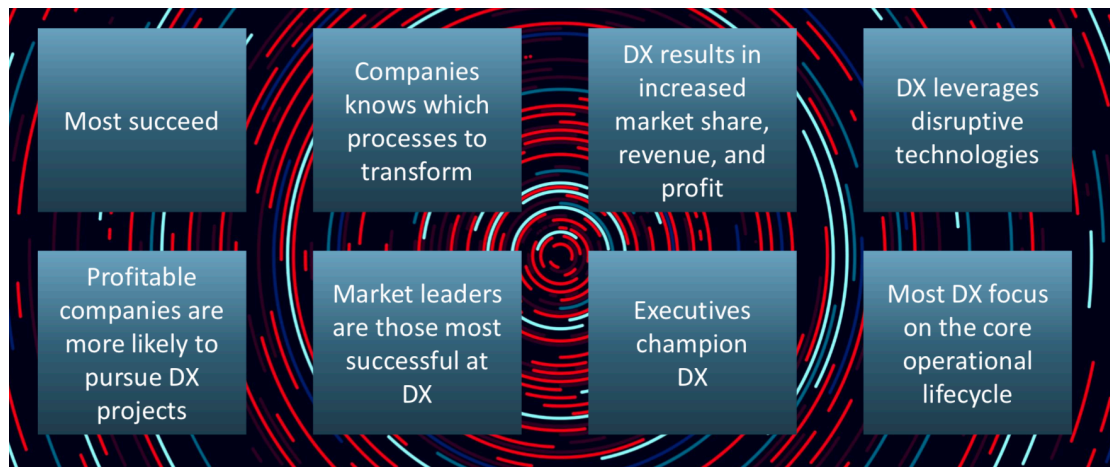 Most succeed
Companies
knows which
processes to
transform
DX results in
increased
market share,
revenue, and
profit
DX leverages
disruptive
technologies
Profitable
companies are
more likely to
pursue DX
projects
Market leaders
are those most
successful at
DX
Executives
champion
DX
Most DX focus
on the core
operational
lifecycle